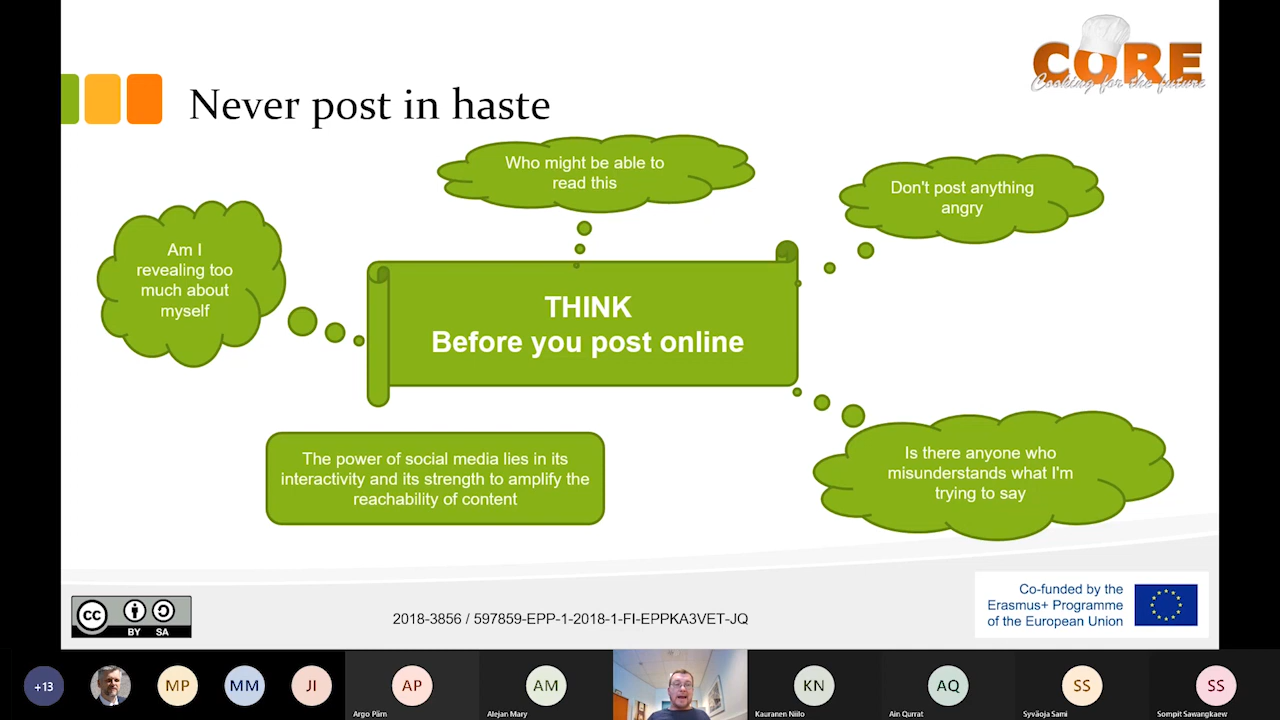 CORE
Cooking for the future
Never post in haste
Who might be able to
read this
Don't post anything
angry
Am I
revealing too
much about
myself
THINK
Before you post online
The power of social media lies in its
interactivity and its strength to amplify the
reachability of content
Is there anyone who
misunderstands what I'm
trying to say
cc
BY SA
2018-3856 / 597859-EPP-1-2018-1-FI-EPPKA3VET-JQ
Co-funded by the
Erasmus+ Programme
of the European Union
+13
MP
MM
JI
AP
Argo Pärn
AM
Alejan Mary
KN
Kauranen Niilo
AQ
Ain Qurrat
SS
Syväoja Sami
SS
Sompit Sawangkaew